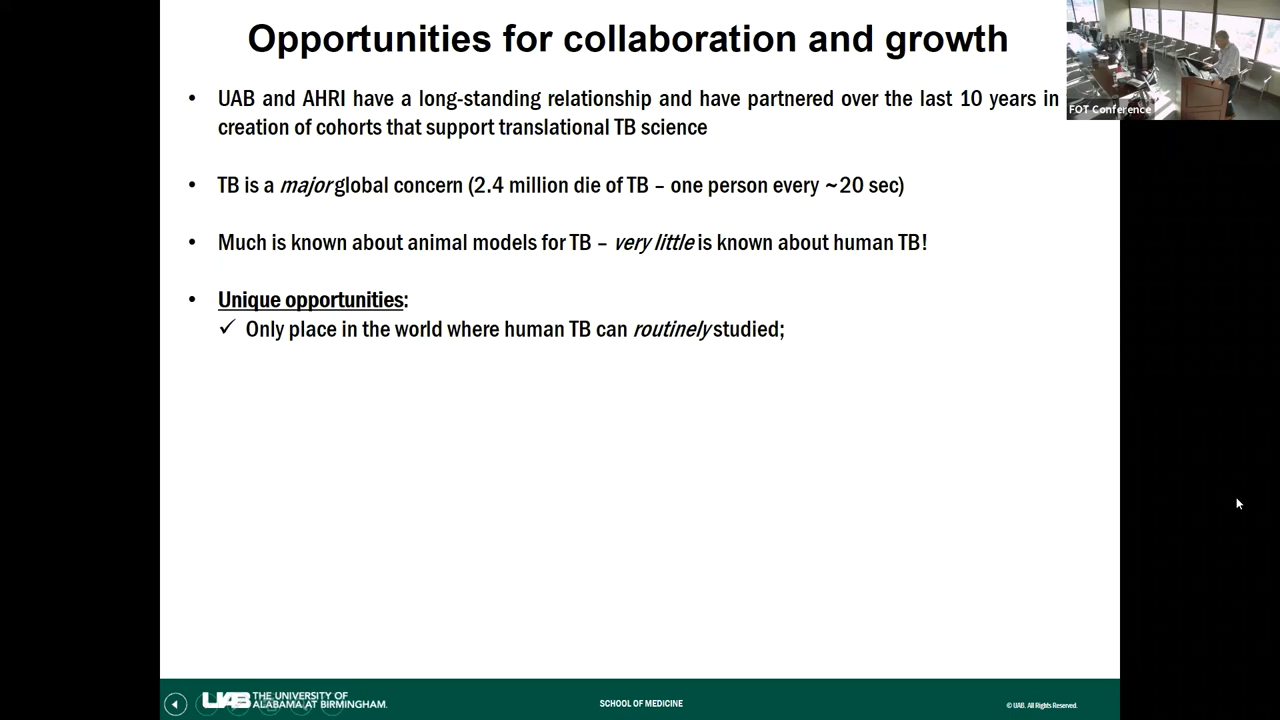 Opportunities for collaboration and growth
FOT Conference
• UAB and AHRI have a long-standing relationship and have partnered over the last 10 years in
creation of cohorts that support translational TB science
• TB is a major global concern (2.4 million die of TB – one person every ~20 sec)
• Much is known about animal models for TB – very little is known about human TB!
• Unique opportunities:
✓ Only place in the world where human TB can routinely studied;
UAB THE UNIVERSITY OF
ALABAMA AT BIRMINGHAM.
SCHOOL OF MEDICINE
© UAB. All Rights Reserved.